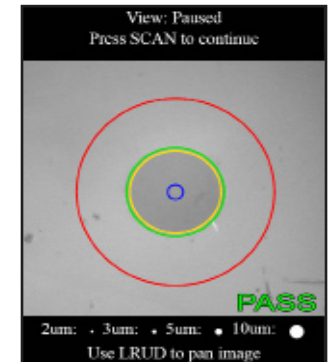 View: Paused
Press SCAN to continue
PASS
2um: 3um: 5um: 10um:
Use LRUD to pan image